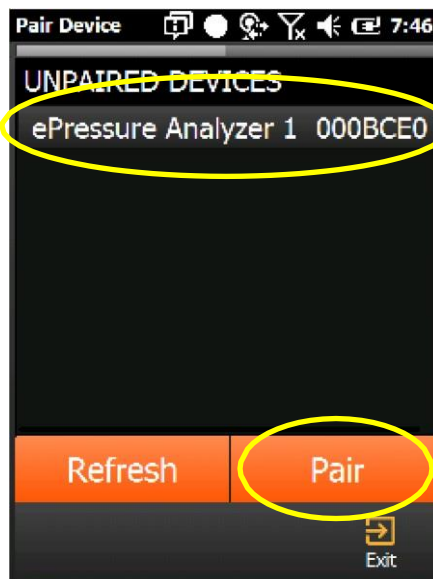 Pair Device 7:46
UNPAIRED DEVICES
ePressure Analyzer 1 000BCE0
Refresh Pair
Exit